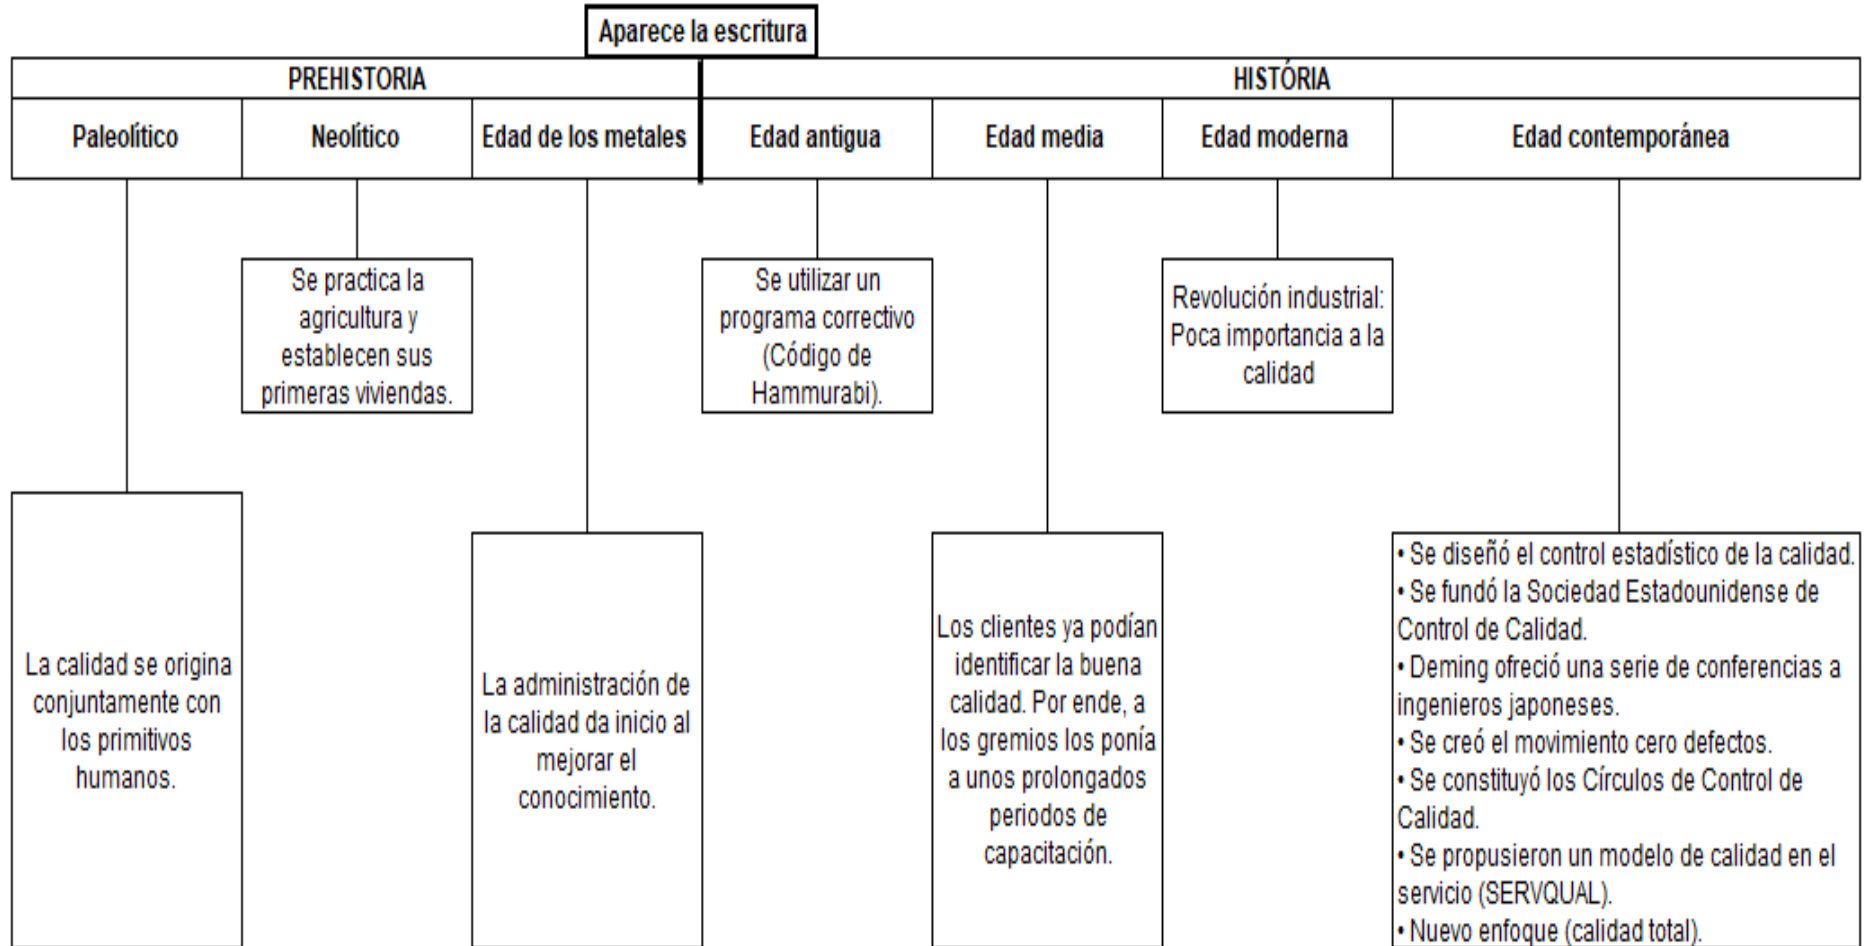 Aparece la escritura
PREHISTORIA
HISTÓRIA
Paleolítico
Neolítico
Edad de los metales
Edad antigua
Edad media
Edad moderna
Edad contemporánea
Se practica la
agricultura y
establecen sus
primeras viviendas.
Se utilizar un
programa correctivo
(Código de
Hammurabi).
Revolución industrial:
Poca importancia a la
calidad
La calidad se origina
conjuntamente con
los primitivos
humanos.
La administración de
la calidad da inicio al
mejorar el
conocimiento.
Los clientes ya podían
identificar la buena
calidad. Por ende, a
los gremios los ponía
a unos prolongados
periodos de
capacitación.
• Se diseñó el control estadístico de la calidad.
• Se fundó la Sociedad Estadounidense de
Control de Calidad.
• Deming ofreció una serie de conferencias a
ingenieros japoneses.
• Se creó el movimiento cero defectos.
• Se constituyó los Círculos de Control de
Calidad.
• Se propusieron un modelo de calidad en el
servicio (SERVQUAL).
• Nuevo enfoque (calidad total).